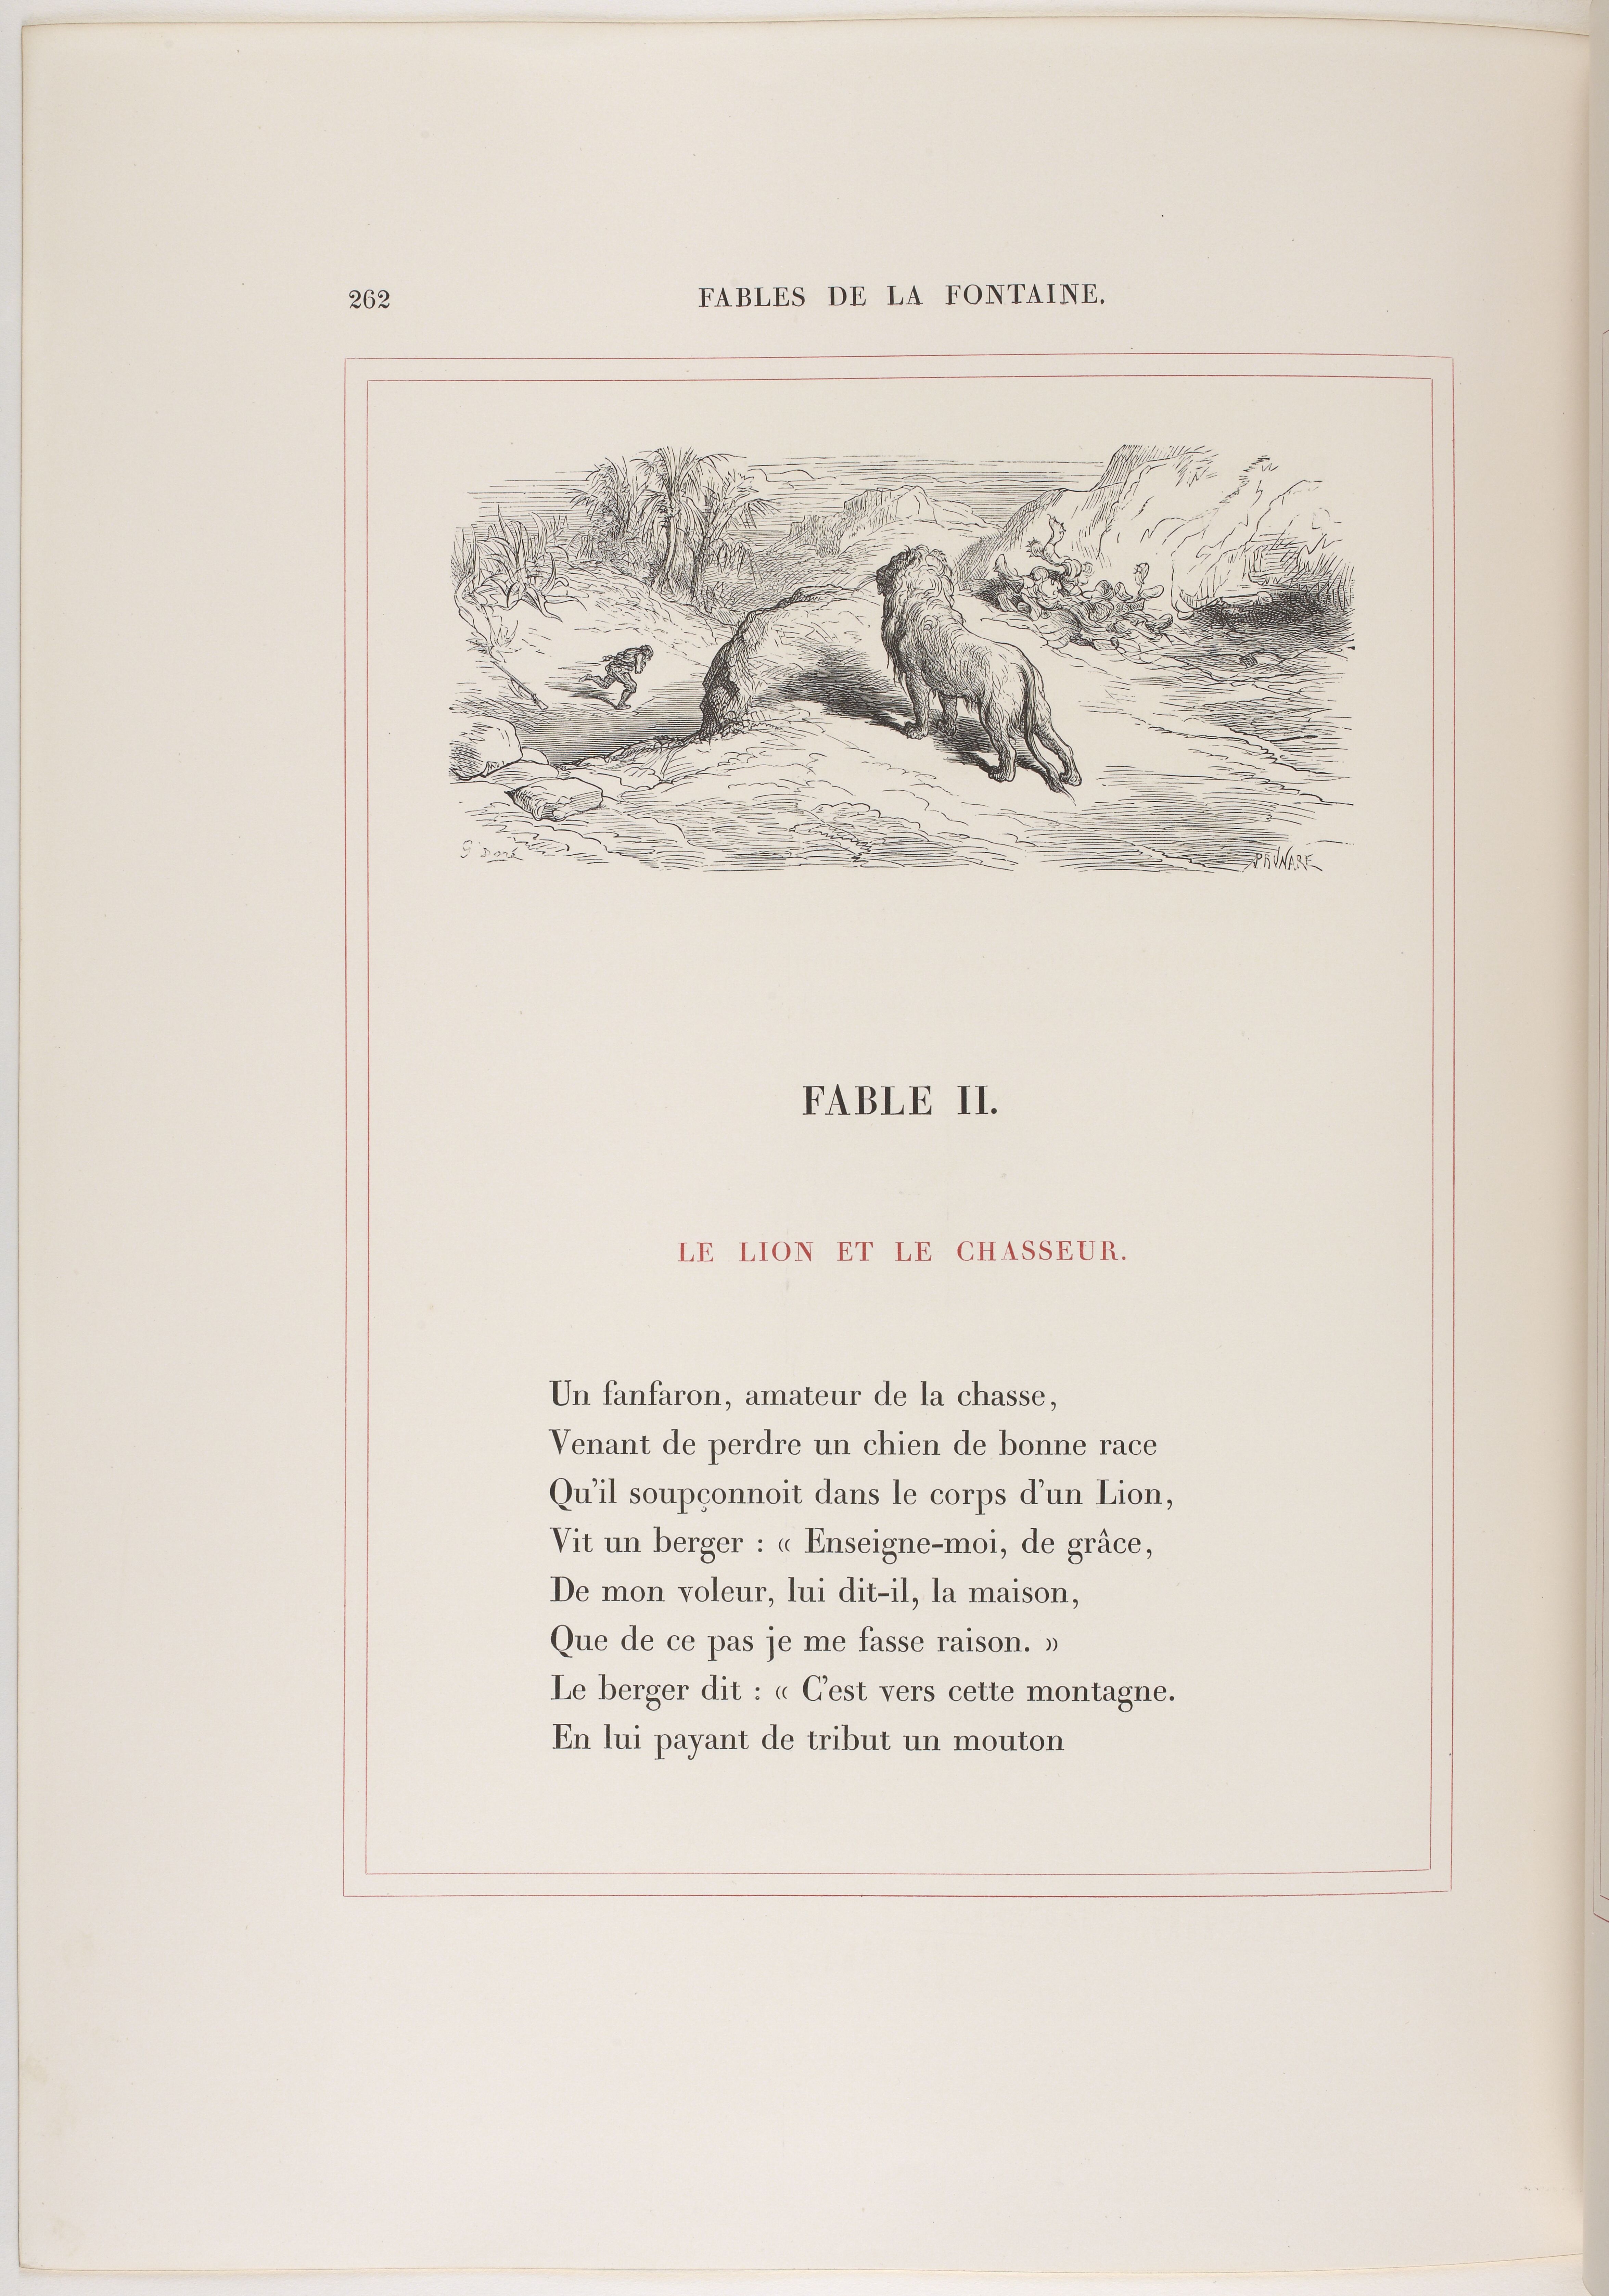 262
FABLES DE LA FONTAINE.
G Doré
PRUNARE
FABLE II.
LE LION ET LE CHASSEUR.
Un fanfaron, amateur de la chasse,
Venant de perdre un chien de bonne race
Qu'il soupçonnoit dans le corps d'un Lion,
Vit un berger : « Enseigne-moi, de grâce,
De mon voleur, lui dit-il, la maison,
Que de ce pas je me fasse raison. »
Le berger dit : « C'est vers cette montagne.
En lui payant de tribut un mouton